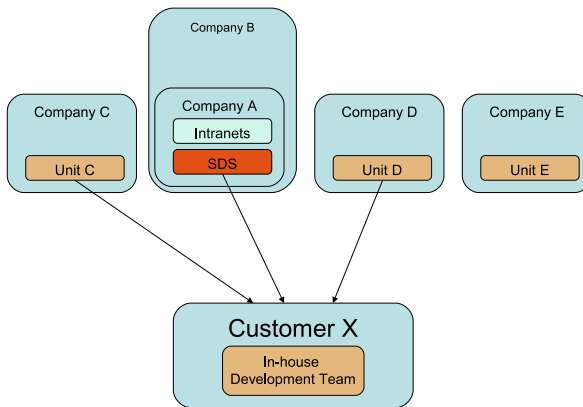 Company B
Company C
Company A
Company D
Company E
Intranets
SDS
Unit C
Unit D
Unit E
Customer X
In-house
Development Team